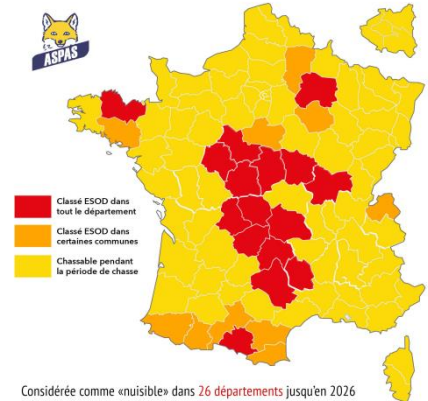 ASPAS
Classé ESOD dans
tout le département
Classé ESOD dans
certaines communes
Chassable pendant
la période de chasse
Considérée comme «nuisible» dans 26 départements jusqu'en 2026